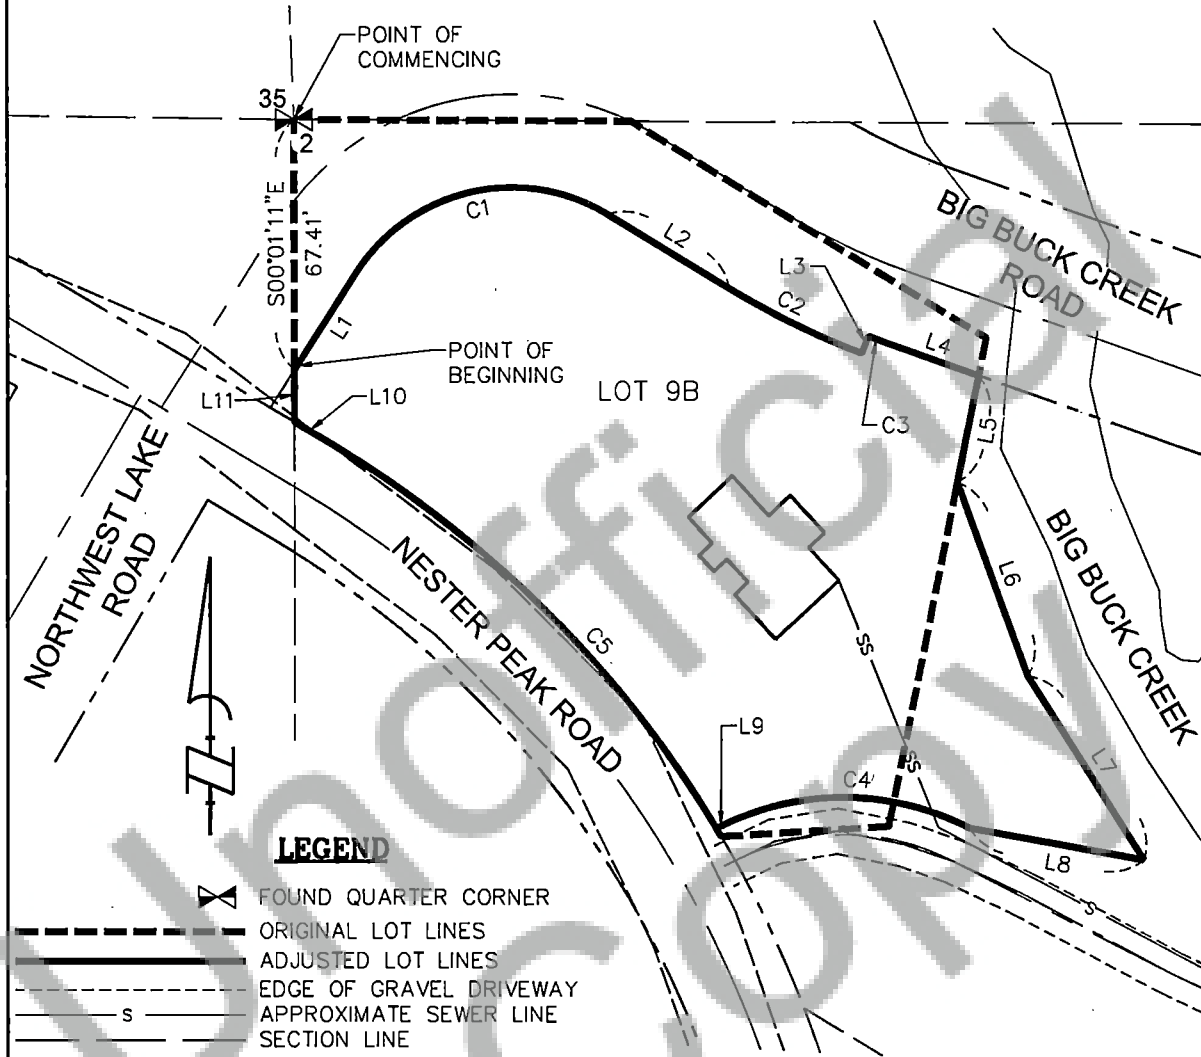 POINT OF
COMMENCING
35
2
S00°01'11"E
67.41'
C1
L2
L3
C2
L4
BIG BUCK CREEK
ROAD
L1
POINT OF
BEGINNING
LOT 9B
L11
L10
C3
L5
NORTHWEST LAKE
ROAD
NESTER PEAK ROAD
C5
L6
BIG BUCK CREEK
SS
SS
L9
C4
L7
L8
S
LEGEND
FOUND QUARTER CORNER
ORIGINAL LOT LINES
ADJUSTED LOT LINES
EDGE OF GRAVEL DRIVEWAY
S
APPROXIMATE SEWER LINE
SECTION LINE
Unofficial
Copy